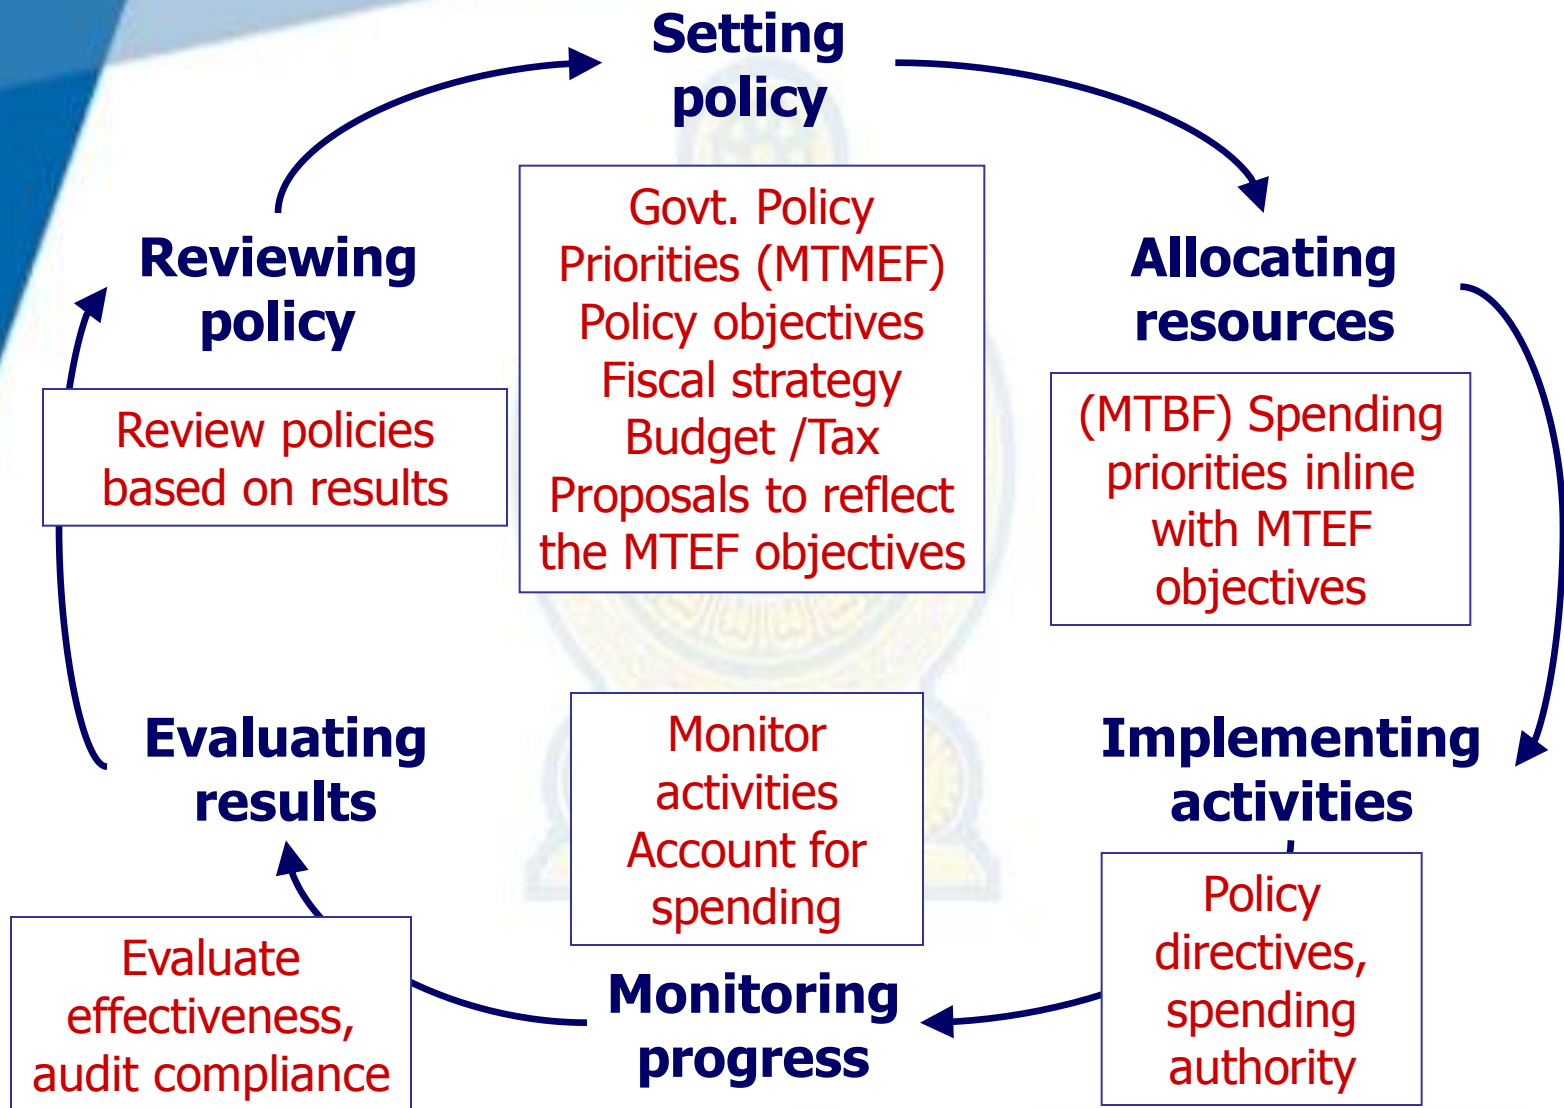 Setting
policy
Govt. Policy
Priorities (MTMEF)
Policy objectives
Fiscal strategy
Budget /Tax
Proposals to reflect
the MTEF objectives
Allocating
resources
(MTBF) Spending
priorities inline
with MTEF
objectives
Implementing
activities
Policy
directives,
spending
authority
Monitor
activities
Account for
spending
Monitoring
progress
Evaluating
results
Evaluate
effectiveness,
audit compliance
Reviewing
policy
Review policies
based on results